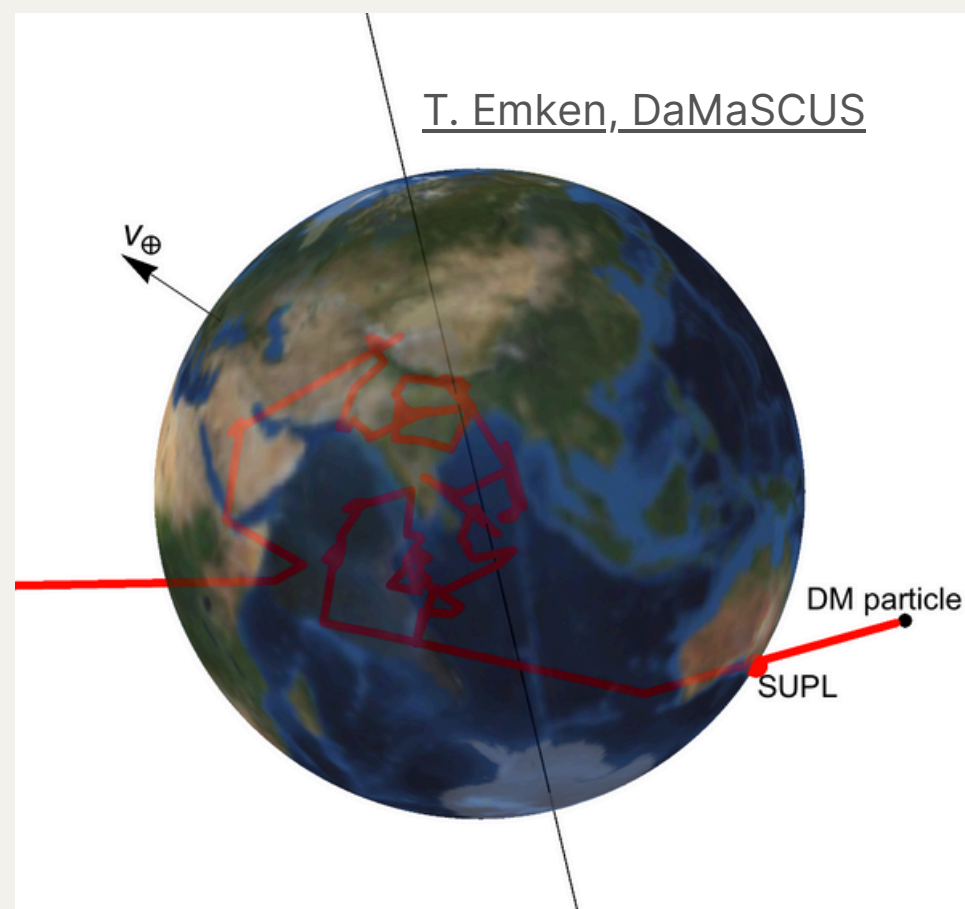 T. Emken, DaMaSCUS
v⊕
DM particle
SUPL